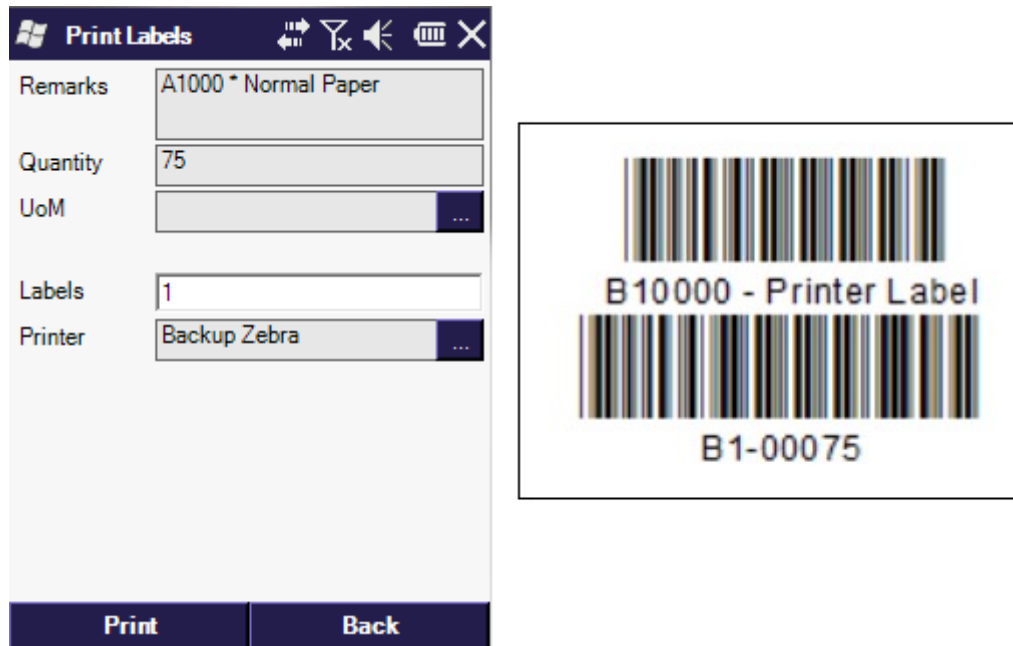 Print Labels
Remarks A1000 * Normal Paper
Quantity 75
UoM ...
Labels 1
Printer Backup Zebra ...
Print Back
B10000 - Printer Label
B1-00075